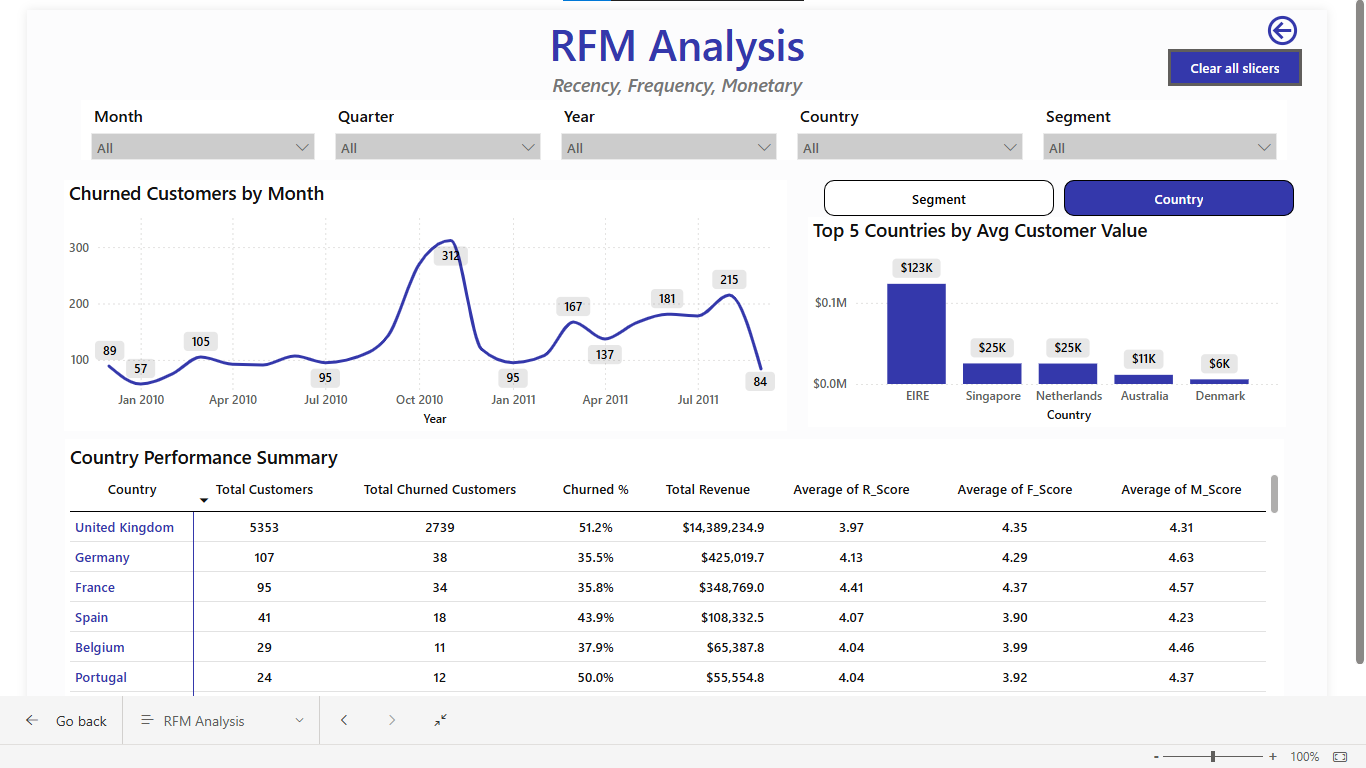 RFM Analysis
Recency, Frequency, Monetary
Clear all slicers
Month Quarter Year Country Segment
All All All All All
Churned Customers by Month
300
200
100
89
57
105
95
312
95
167
137
181
215
84
Jan 2010 Apr 2010 Jul 2010 Oct 2010 Jan 2011 Apr 2011 Jul 2011
Year
Segment Country
Top 5 Countries by Avg Customer Value
$0.1M
$0.0M
$123K
$25K
$25K
$11K
$6K
EIRE Singapore Netherlands Australia Denmark
Country
Country Performance Summary
Country Total Customers Total Churned Customers Churned % Total Revenue Average of R_Score Average of F_Score Average of M_Score
United Kingdom 5353 2739 51.2% $14,389,234.9 3.97 4.35 4.31
Germany 107 38 35.5% $425,019.7 4.13 4.29 4.63
France 95 34 35.8% $348,769.0 4.41 4.37 4.57
Spain 41 18 43.9% $108,332.5 4.07 3.90 4.23
Belgium 29 11 37.9% $65,387.8 4.04 3.99 4.46
Portugal 24 12 50.0% $55,554.8 4.04 3.92 4.37
Go back RFM Analysis
- + 100%